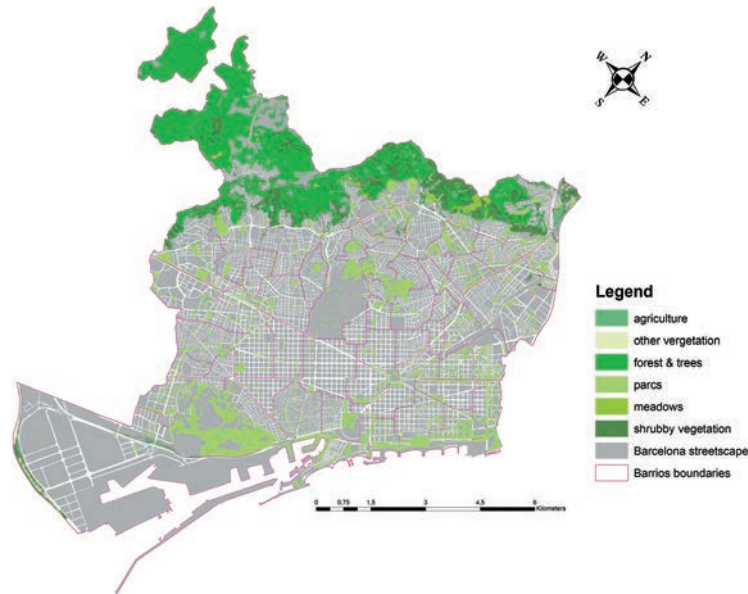 W N
S E
Legend
agriculture
other vergetation
forest & trees
parcs
meadows
shrubby vegetation
Barcelona streetscape
Barrios boundaries
0 0,75 1,5 3 4,5 6
Kilometers